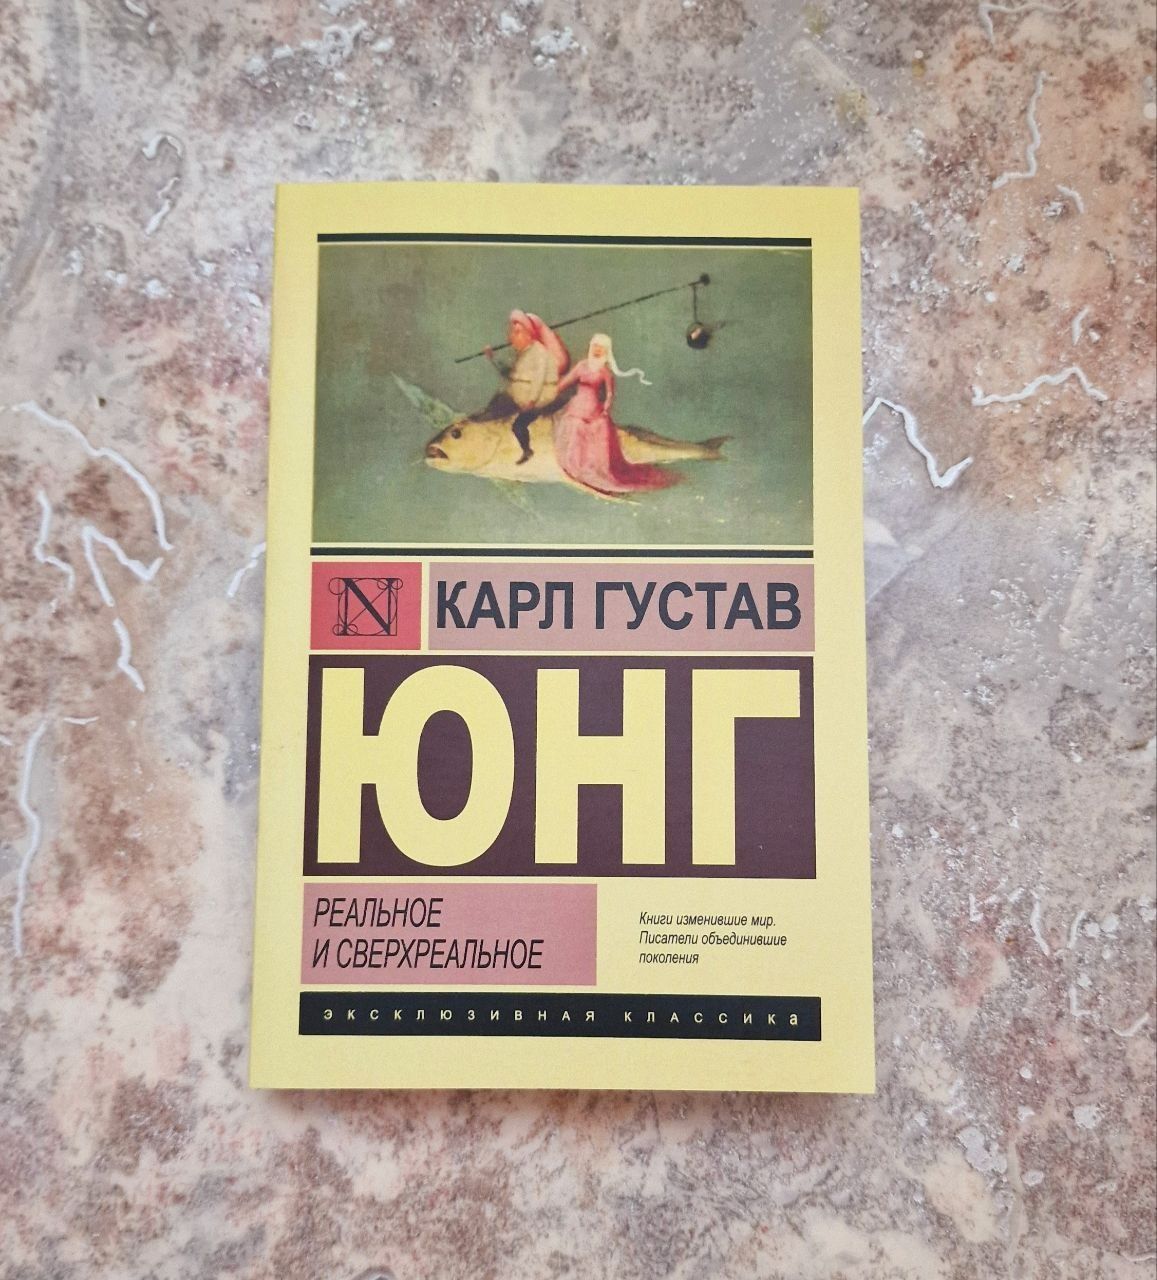 N
КАРЛ ГУСТАВ
ЮНГ
РЕАЛЬНОЕ
И СВЕРХРЕАЛЬНОЕ
Книги изменившие мир.
Писатели объединившие
поколения
ЭКСКЛЮЗИВНАЯ КЛАССИКа